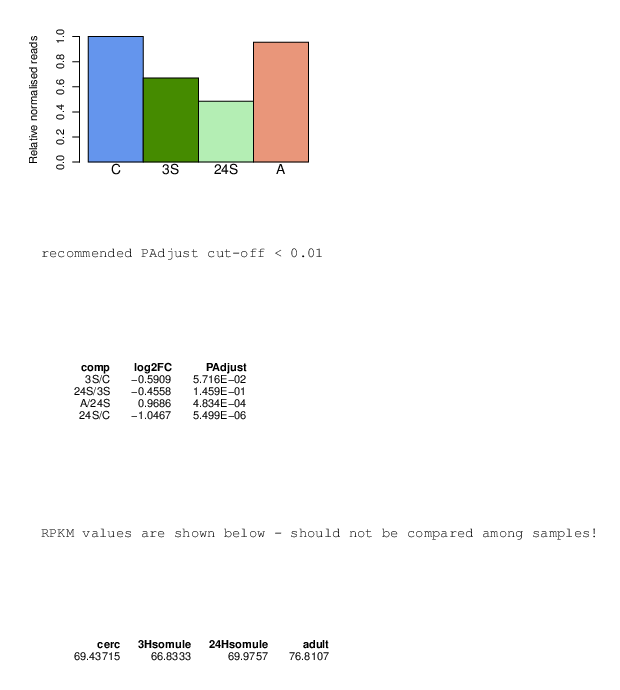 Relative normalised reads
1.0
0.8
0.6
0.4
0.2
0.0
C 3S 24S A
recommended PAdjust cut-off < 0.01
comp log2FC PAdjust
3S/C −0.5909 5.716E−02
24S/3S −0.4558 1.459E−01
A/24S 0.9686 4.834E−04
24S/C −1.0467 5.499E−06
RPKM values are shown below - should not be compared among samples!
cerc 3Hsomule 24Hsomule adult
69.43715 66.8333 69.9757 76.8107